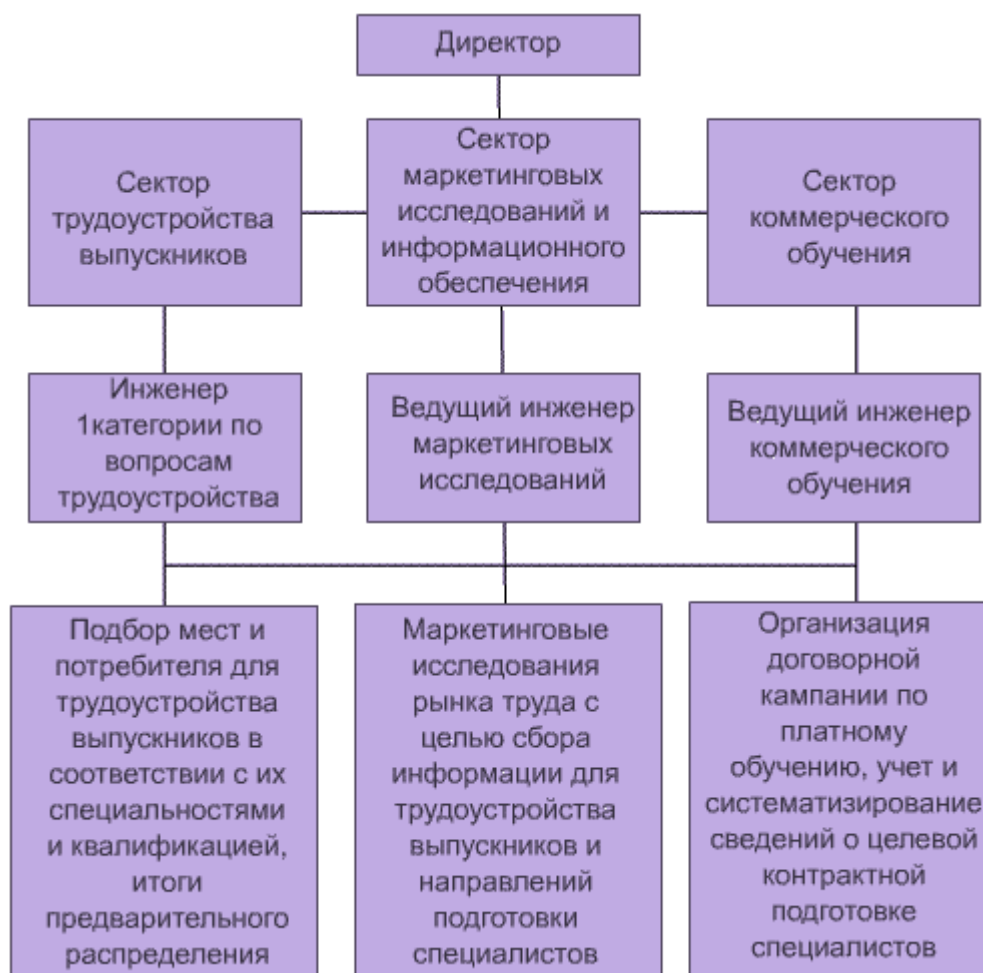 Директор
Сектор
трудоустройства
выпускников
Сектор
маркетинговых
исследований и
информационного
обеспечения
Сектор
коммерческого
обучения
Инженер
1категории по
вопросам
трудоустройства
Ведущий инженер
маркетинговых
исследований
Ведущий инженер
коммерческого
обучения
Подбор мест и
потребителя для
трудоустройства
выпускников в
соответствии с их
специальностями
и квалификацией,
итоги
предварительного
распределения
Маркетинговые
исследования
рынка труда с
целью сбора
информации для
трудоустройства
выпускников и
направлений
подготовки
специалистов
Организация
договорной
кампании по
платному
обучению, учет и
систематизирование
сведений о целевой
контрактной
подготовке
специалистов